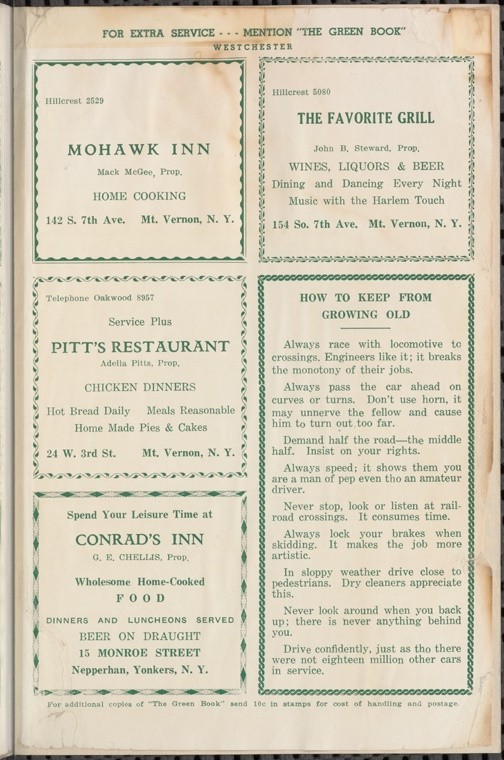 FOR EXTRA SERVICE - - - MENTION "THE GREEN BOOK"
WESTCHESTER
Hillcrest 2529
MOHAWK INN
Mack McGee, Prop.
HOME COOKING
142 S. 7th Ave. Mt. Vernon, N. Y.
Hillcrest 5080
THE FAVORITE GRILL
John B. Steward, Prop.
WINES, LIQUORS & BEER
Dining and Dancing Every Night
Music with the Harlem Touch
154 So. 7th Ave. Mt. Vernon, N. Y.
Telephone Oakwood 8957
Service Plus
PITT'S RESTAURANT
Adella Pitts, Prop.
CHICKEN DINNERS
Hot Bread Daily Meals Reasonable
Home Made Pies & Cakes
24 W. 3rd St. Mt. Vernon, N. Y.
Spend Your Leisure Time at
CONRAD'S INN
G. E. CHELLIS, Prop.
Wholesome Home-Cooked
FOOD
DINNERS AND LUNCHEONS SERVED
BEER ON DRAUGHT
15 MONROE STREET
Nepperhan, Yonkers, N. Y.
HOW TO KEEP FROM
GROWING OLD
Always race with locomotive to
crossings. Engineers like it; it breaks
the monotony of their jobs.
Always pass the car ahead on
curves or turns. Don't use horn, it
may unnerve the fellow and cause
him to turn out too far.
Demand half the road—the middle
half. Insist on your rights.
Always speed; it shows them you
are a man of pep even tho an amateur
driver.
Never stop, look or listen at rail-
road crossings. It consumes time.
Always lock your brakes when
skidding. It makes the job more
artistic.
In sloppy weather drive close to
pedestrians. Dry cleaners appreciate
this.
Never look around when you back
up; there is never anything behind
you.
Drive confidently, just as tho there
were not eighteen million other cars
in service.
For additional copies of "The Green Book" send 10c in stamps for cost of handling and postage.